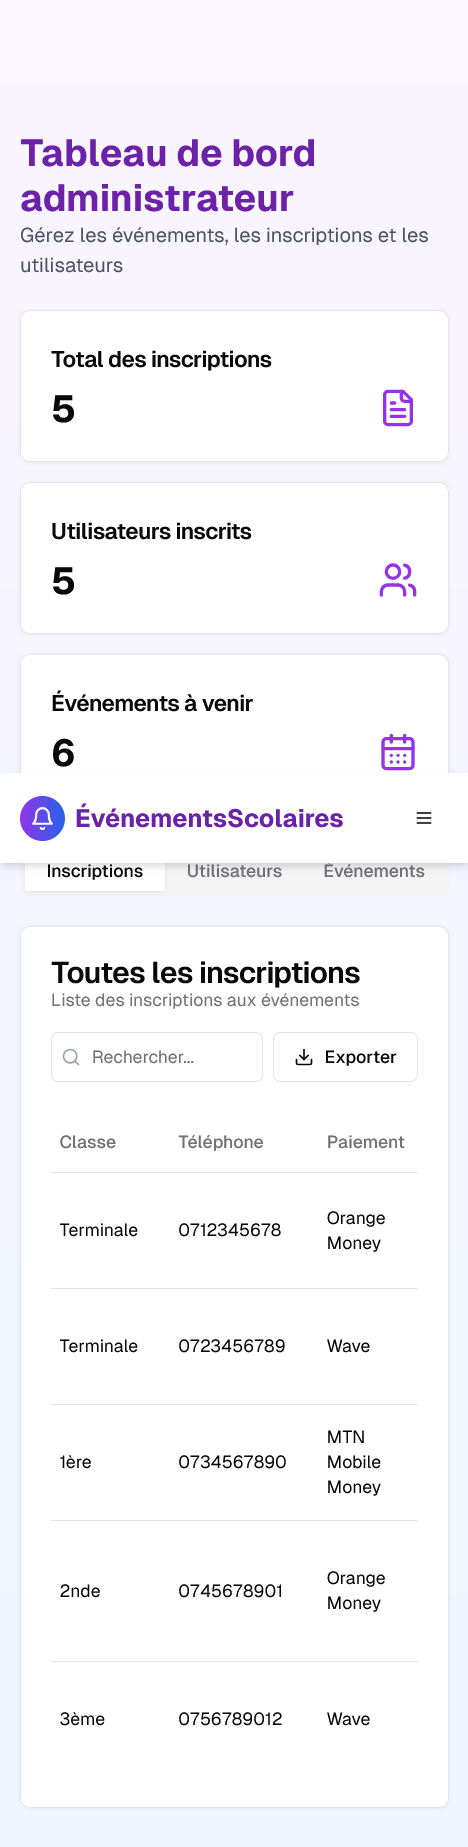 Tableau de bord
administrateur
Gérez les événements, les inscriptions et les
utilisateurs
Total des inscriptions
5
Utilisateurs inscrits
5
Événements à venir
6
ÉvénementsScolaires
Inscriptions Utilisateurs Événements
Toutes les inscriptions
Liste des inscriptions aux événements
Rechercher... Exporter
Classe Téléphone Paiement
Terminale 0712345678 Orange
Money
Terminale 0723456789 Wave
1ère 0734567890 MTN
Mobile
Money
2nde 0745678901 Orange
Money
3ème 0756789012 Wave